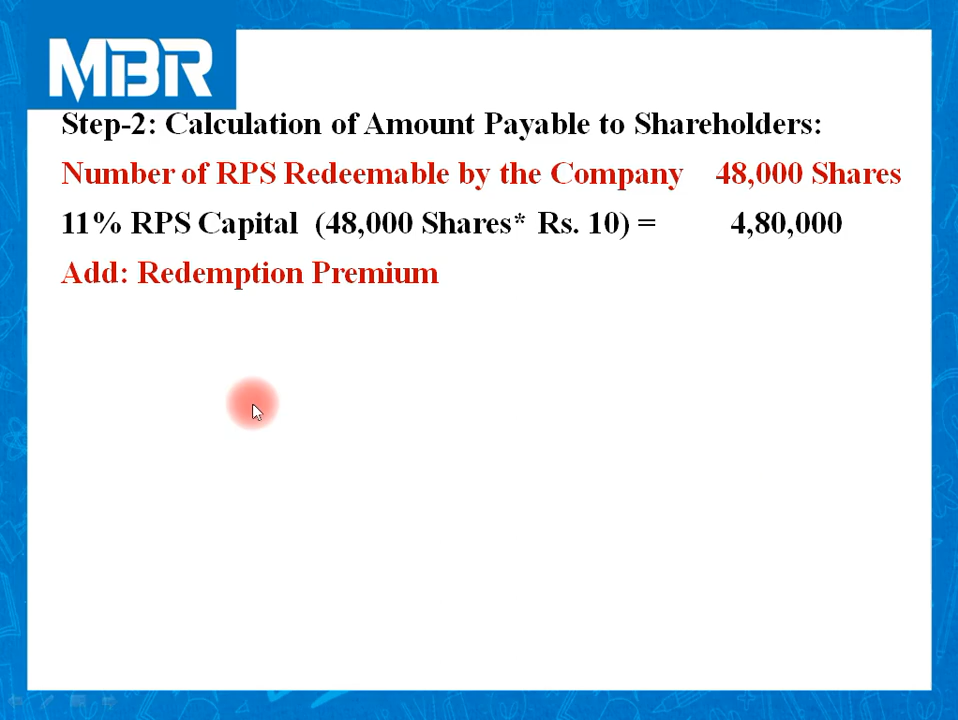 MBR
Step-2: Calculation of Amount Payable to Shareholders:
Number of RPS Redeemable by the Company 48,000 Shares
11% RPS Capital (48,000 Shares* Rs. 10) = 4,80,000
Add: Redemption Premium